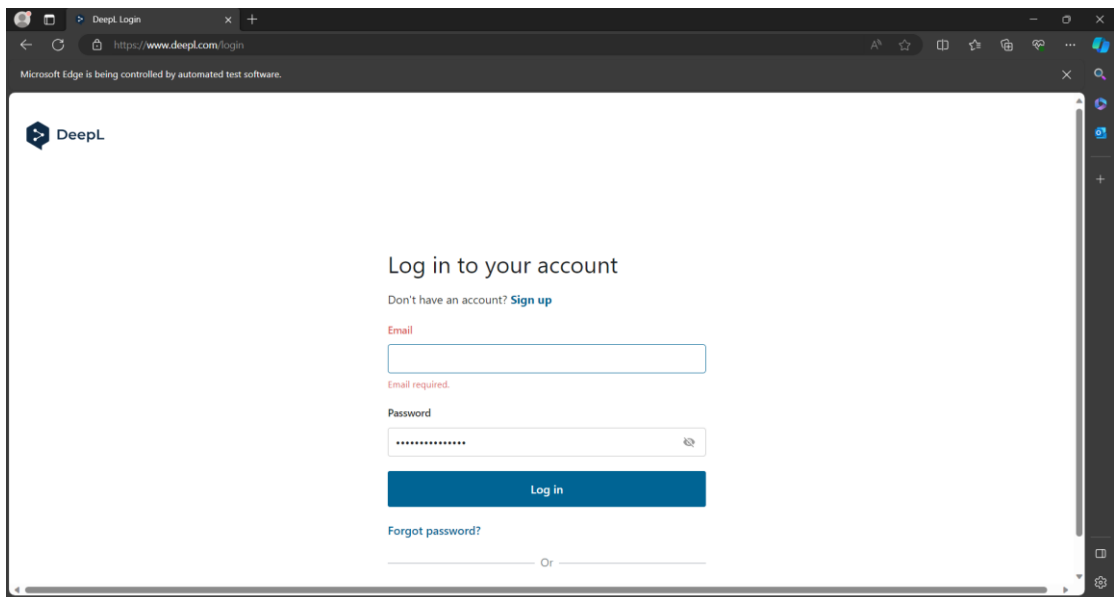 DeepL Login
https://www.deepl.com/login
Microsoft Edge is being controlled by automated test software.
DeepL
Log in to your account
Don't have an account? Sign up
Email
Email required.
Password
Log in
Forgot password?
Or